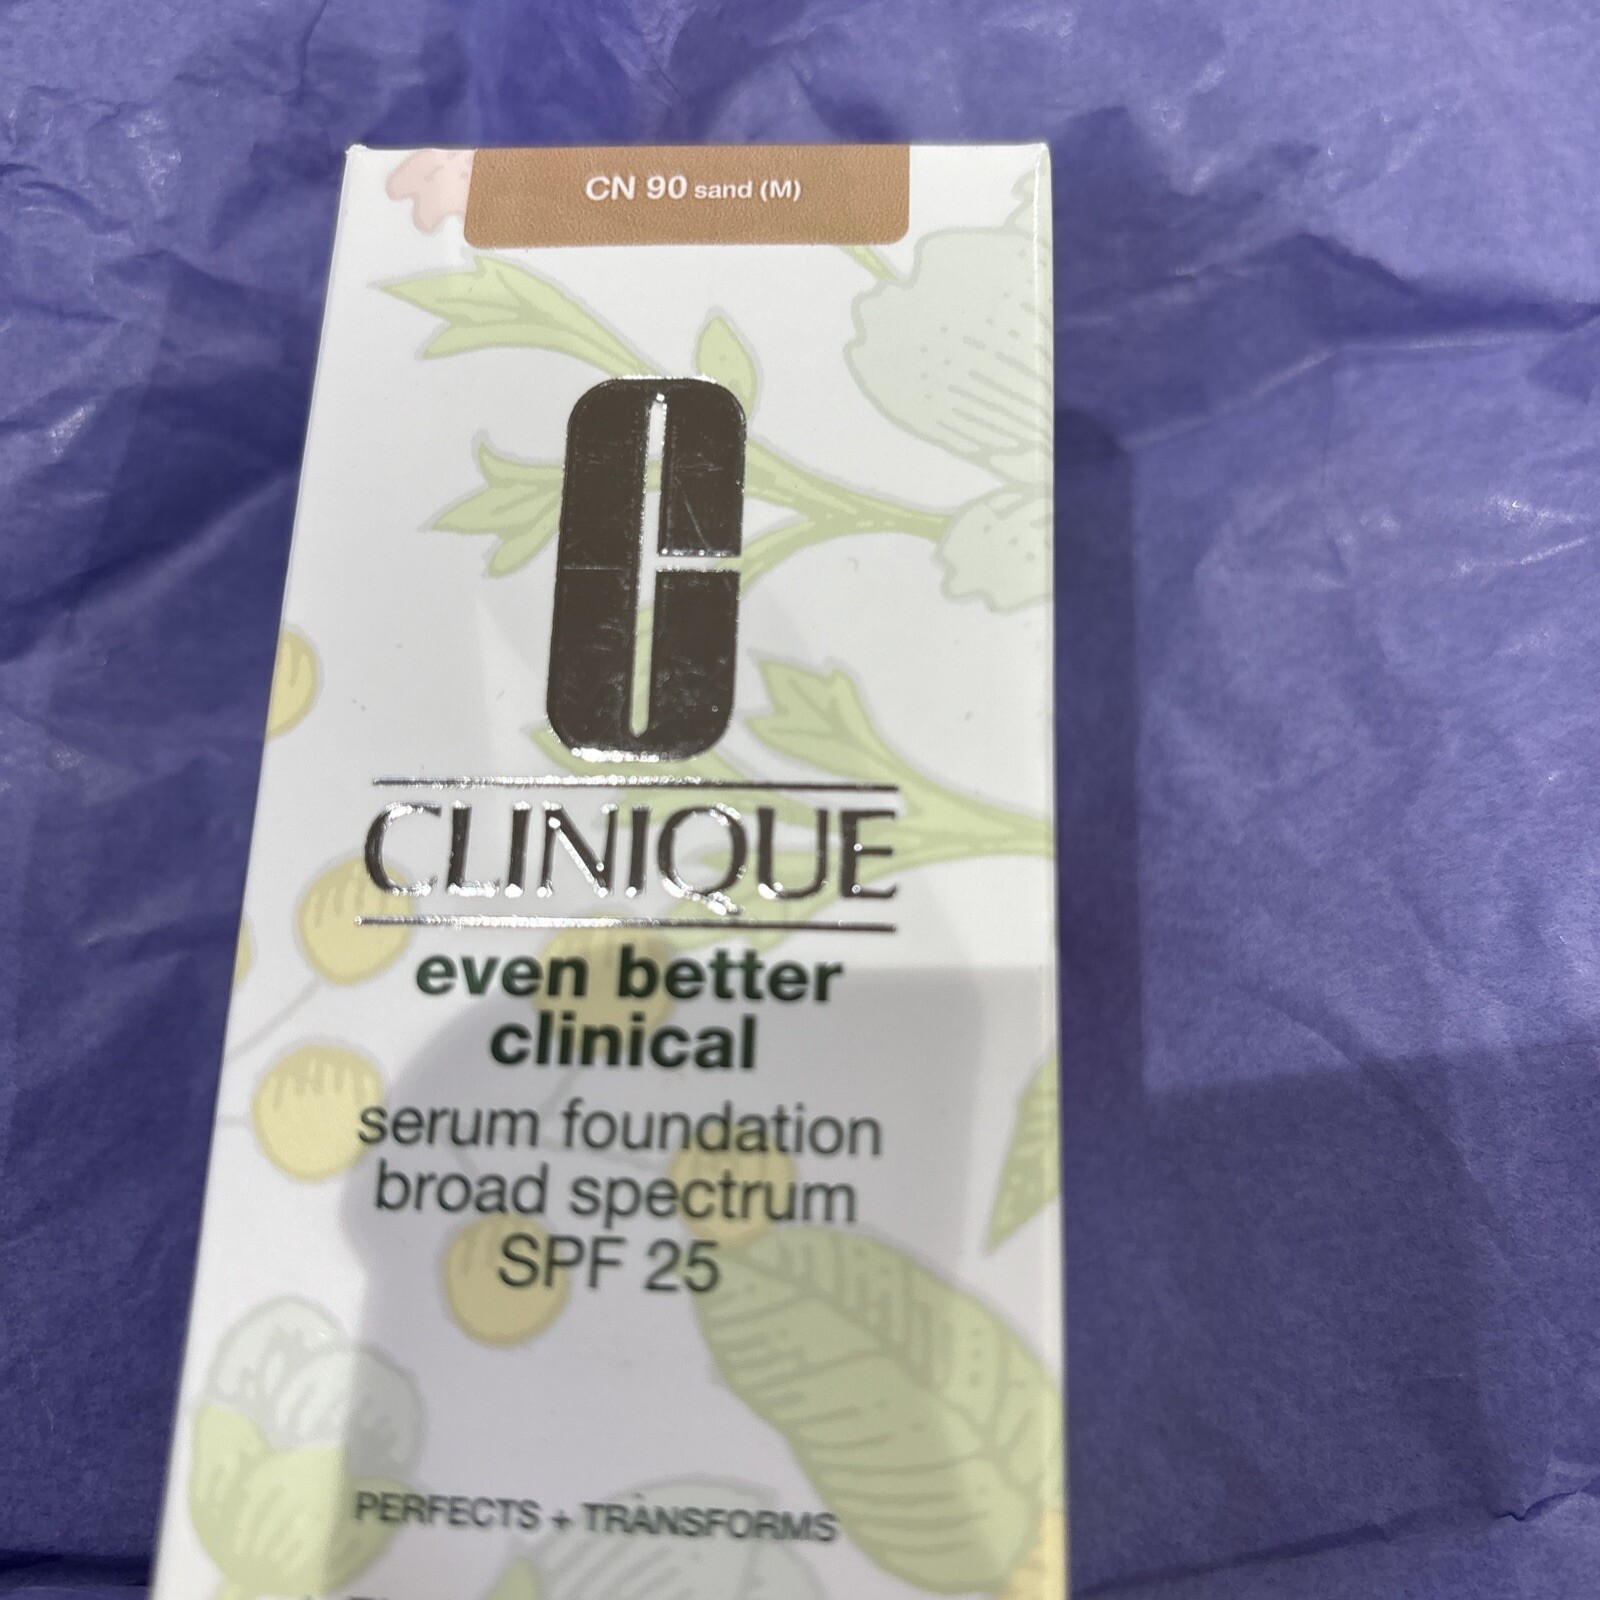 CN 90 sand (M)
CLINIQUE
even better
clinical
serum foundation
broad spectrum
SPF 25
PERFECTS + TRANSFORMS